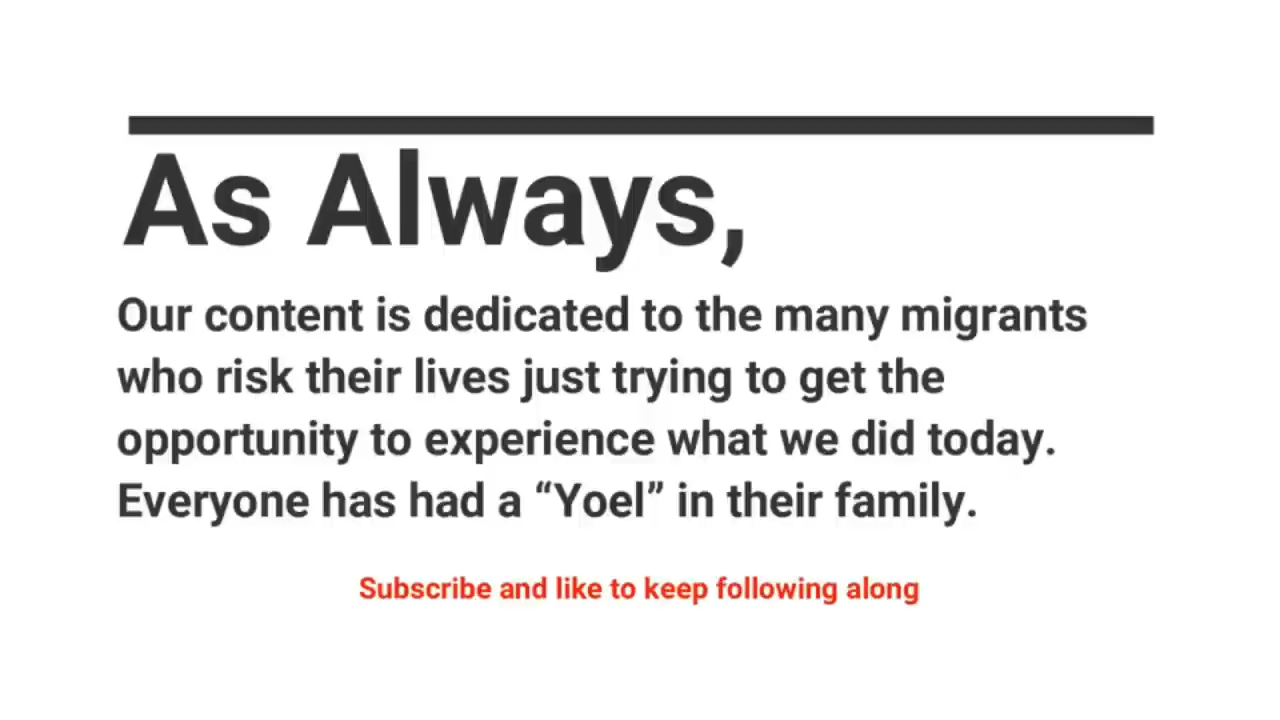 As Always,
Our content is dedicated to the many migrants
who risk their lives just trying to get the
opportunity to experience what we did today.
Everyone has had a “Yoel” in their family.
Subscribe and like to keep following along